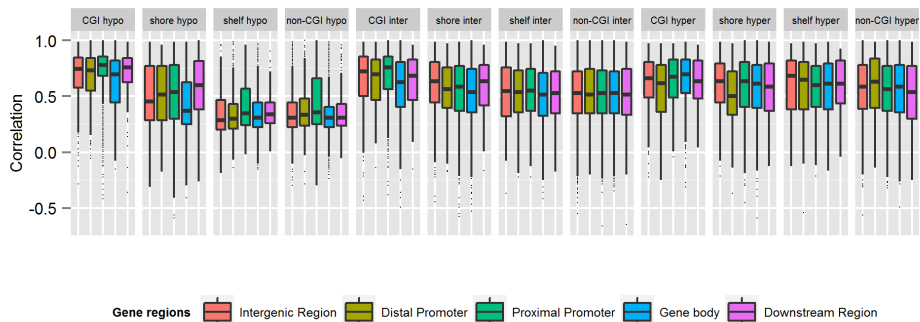 CGI hypo shore hypo shelf hypo non-CGI hypo CGI inter shore inter shelf inter non-CGI inter CGI hyper shore hyper shelf hyper non-CGI hyper
1.0
0.5
0.0
-0.5
Correlation
Gene regions Intergenic Region Distal Promoter Proximal Promoter Gene body Downstream Region